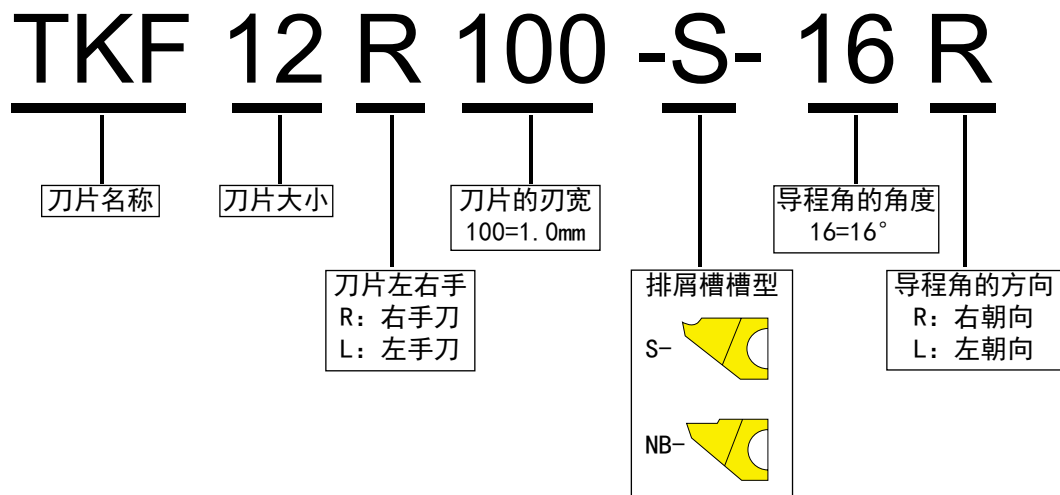 TKF 12 R 100 -S- 16 R
刀片名称
刀片大小
刀片的刃宽
100=1.0mm
导程角的角度
16=16°
刀片左右手
R: 右手刀
L: 左手刀
排屑槽槽型
S-
NB-
导程角的方向
R: 右朝向
L: 左朝向